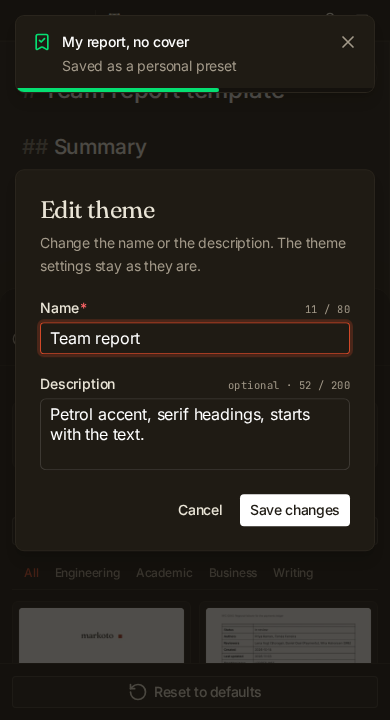 My report, no cover
Saved as a personal preset
# Team report template
## Summary
Edit theme
Change the name or the description. The theme
settings stay as they are.
Name*
11 / 80
Team report
Description
optional · 52 / 200
Petrol accent, serif headings, starts
with the text.
Cancel
Save changes
All
Engineering
Academic
Business
Writing
markoto
Reset to defaults